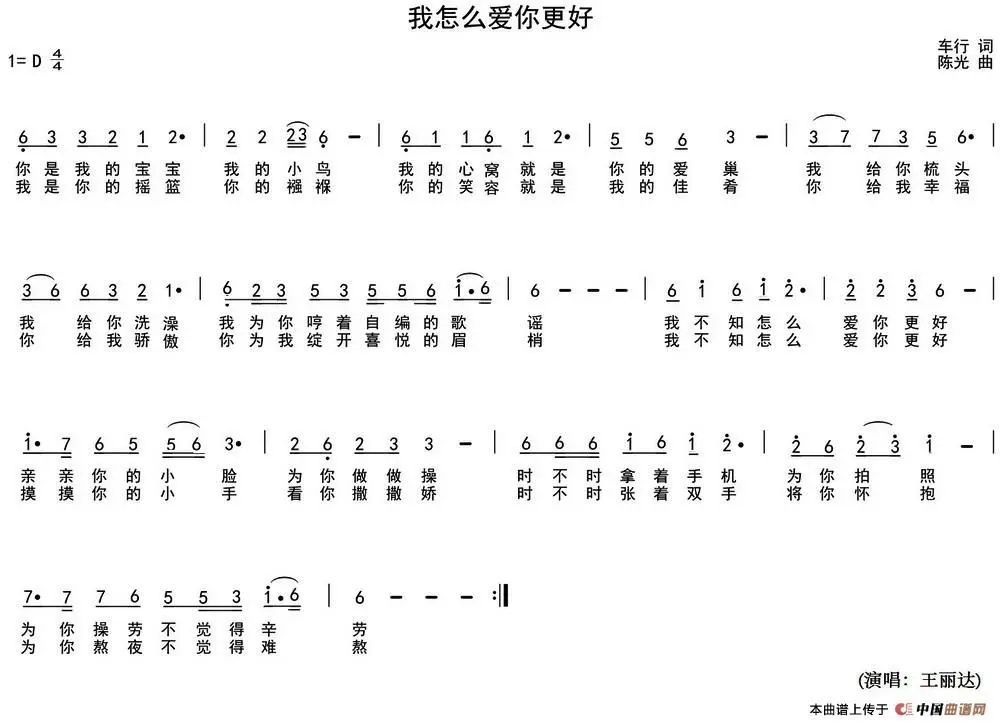 我怎么爱你更好
车行 词
1= D 4/4
陈光 曲
6 3 3 2 1 2• | 2 2 23 6 – | 6 1 1 6 1 2• | 5 5 6 3 – | 3 7 7 3 5 6•
你是我的宝宝 我的小鸟 我的心窝就是 你的爱巢 我 给你梳头
我是你的摇篮 你的襁褓 你的笑容就是 我的佳肴 你 给我幸福
3 6 6 3 2 1• | 6 2 3 5 3 5 5 6 i•6 | 6 – – – | 6 i 6 i 2• | 2 2 3 6 – |
我 给你洗澡 我为你哼着自编的歌 谣 我不知怎么 爱你更好
你 给我骄傲 你为我绽开喜悦的眉 梢 我不知怎么 爱你更好
i• 7 6 5 5 6 3• | 2 6 2 3 3 – | 6 6 6 i 6 i 2• | 2 6 2 3 i – |
亲亲你的小 脸 为你做做操 时不时拿着手机 为你拍 照
摸摸你的小 手 看你撒撒娇 时不时张着双手 将你怀 抱
7• 7 7 6 5 5 3 i•6 | 6 – – – :‖
为你操劳不觉得辛 劳
为你熬夜不觉得难 熬
(演唱：王丽达)
本曲谱上传于 中国曲谱网